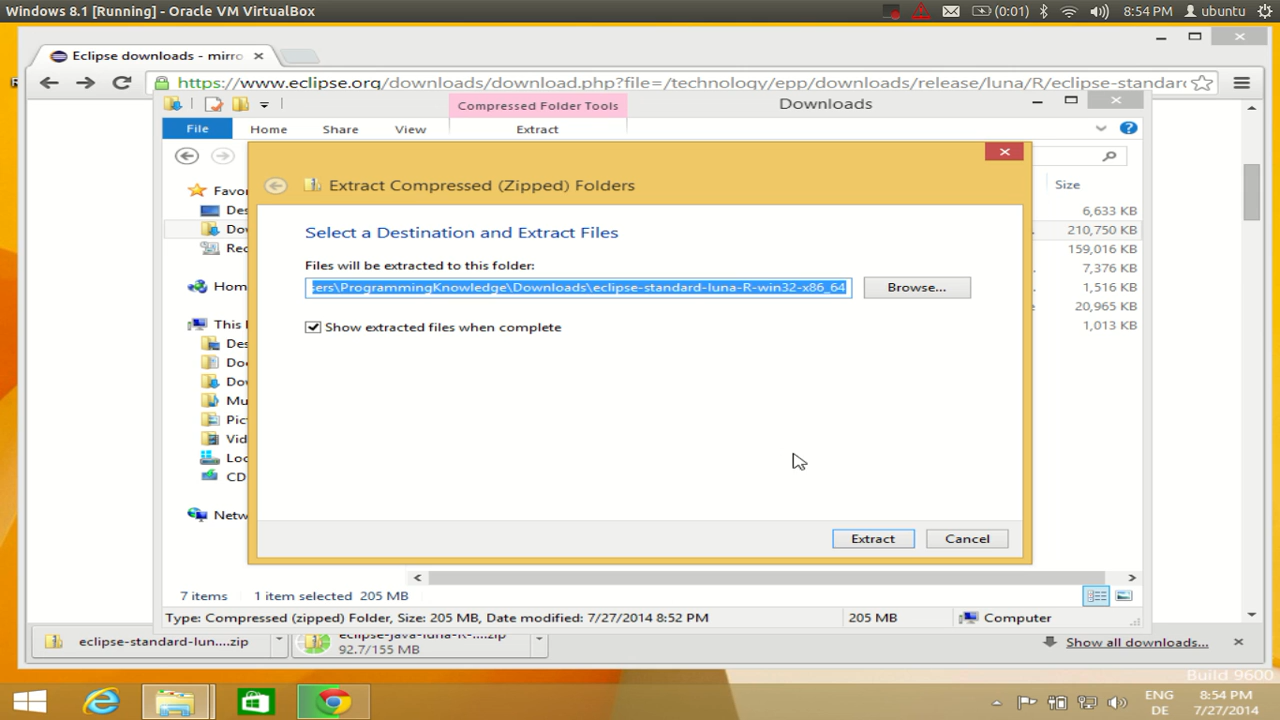 Windows 8.1 [Running] - Oracle VM VirtualBox
(0:01)
8:54 PM
ubuntu
Eclipse downloads - mirro
https://www.eclipse.org/downloads/download.php?file=/technology/epp/downloads/release/luna/R/eclipse-standard
Compressed Folder Tools
Downloads
File
Home
Share
View
Extract
Extract Compressed (Zipped) Folders
Size
Favo
Des
Dow
Rec
Hom
This
Des
Doc
Dow
Mu
Pict
Vid
Loc
CD
Netw
6,633 KB
210,750 KB
159,016 KB
7,376 KB
1,516 KB
20,965 KB
1,013 KB
Select a Destination and Extract Files
Files will be extracted to this folder:
sers\ProgrammingKnowledge\Downloads\eclipse-standard-luna-R-win32-x86_64
Browse...
Show extracted files when complete
Extract
Cancel
7 items
1 item selected 205 MB
Type: Compressed (zipped) Folder, Size: 205 MB, Date modified: 7/27/2014 8:52 PM
205 MB
Computer
eclipse-standard-lun....zip
eclipse-java-luna-R-....zip
92.7/155 MB
Show all downloads...
Build 9600
ENG
DE
8:54 PM
7/27/2014